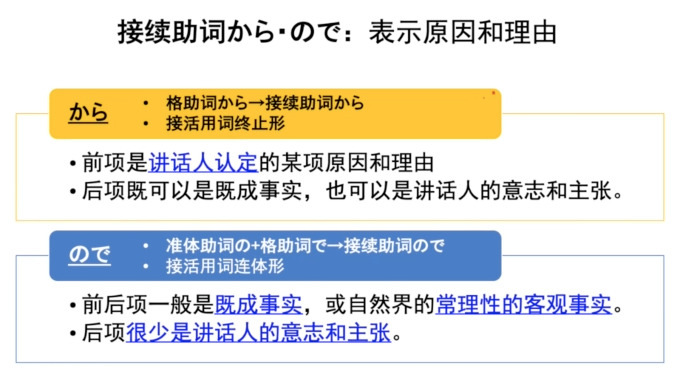 接续助词から・ので：表示原因和理由
から
• 格助词から→接续助词から
• 接活用词终止形
• 前项是讲话人认定的某项原因和理由
• 后项既可以是既成事实，也可以是讲话人的意志和主张。
ので
• 准体助词の+格助词で→接续助词ので
• 接活用词连体形
• 前后项一般是既成事实，或自然界的常理性的客观事实。
• 后项很少是讲话人的意志和主张。